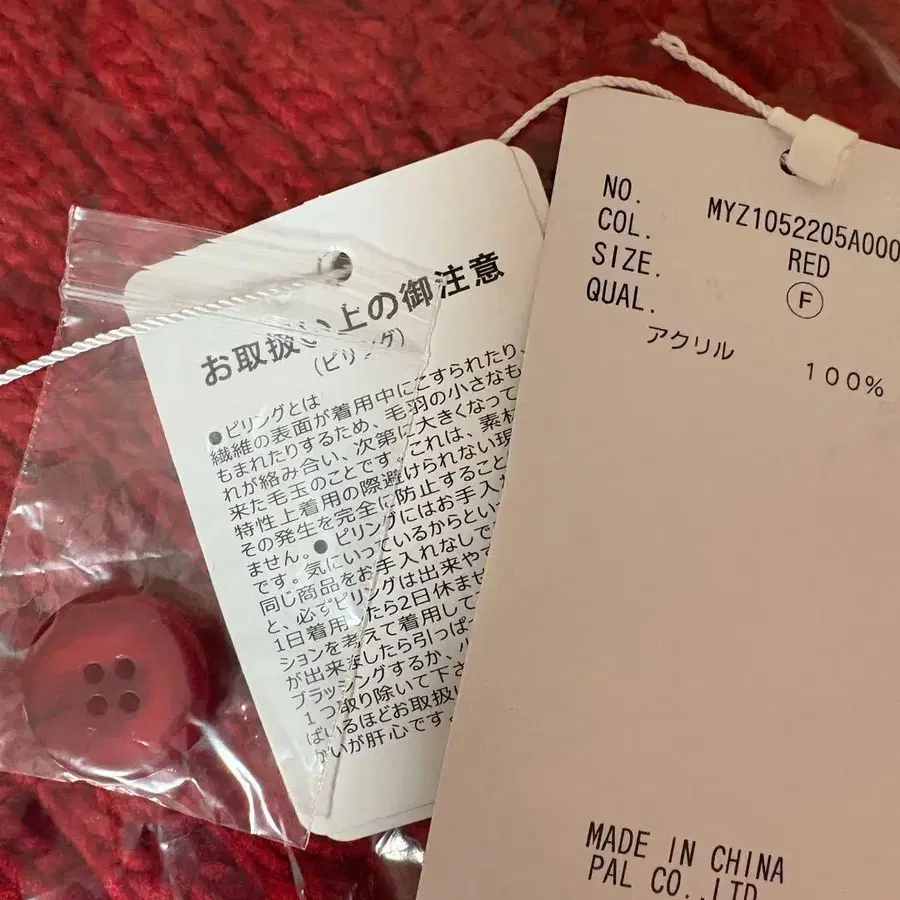 お取扱い上の御注意
(ピリング)
●ピリングとは
繊維の表面が着用中にこすられたり、
もまれたりするため、毛羽の小さなも
れが絡み合い、次第に大きくなって
来た毛玉のことです。これは、素材
特性上着用の際避けられない現
その発生を完全に防止すること
ません。●ピリングにはお手入
です。気にいっているからとい
同じ商品をお手入れなしで
と、必ずピリングは出来や
1日着用したら2日休ませ
ションを考えて着用して
が出来ましたら引っぱ
ブラッシングするか、
1つ取り除いて下さ
ばいるほどお取扱い
がいが肝心です。
NO. MYZ1052205A000
COL. RED
SIZE. F
QUAL.
アクリル 100%
MADE IN CHINA
PAL CO.,LTD